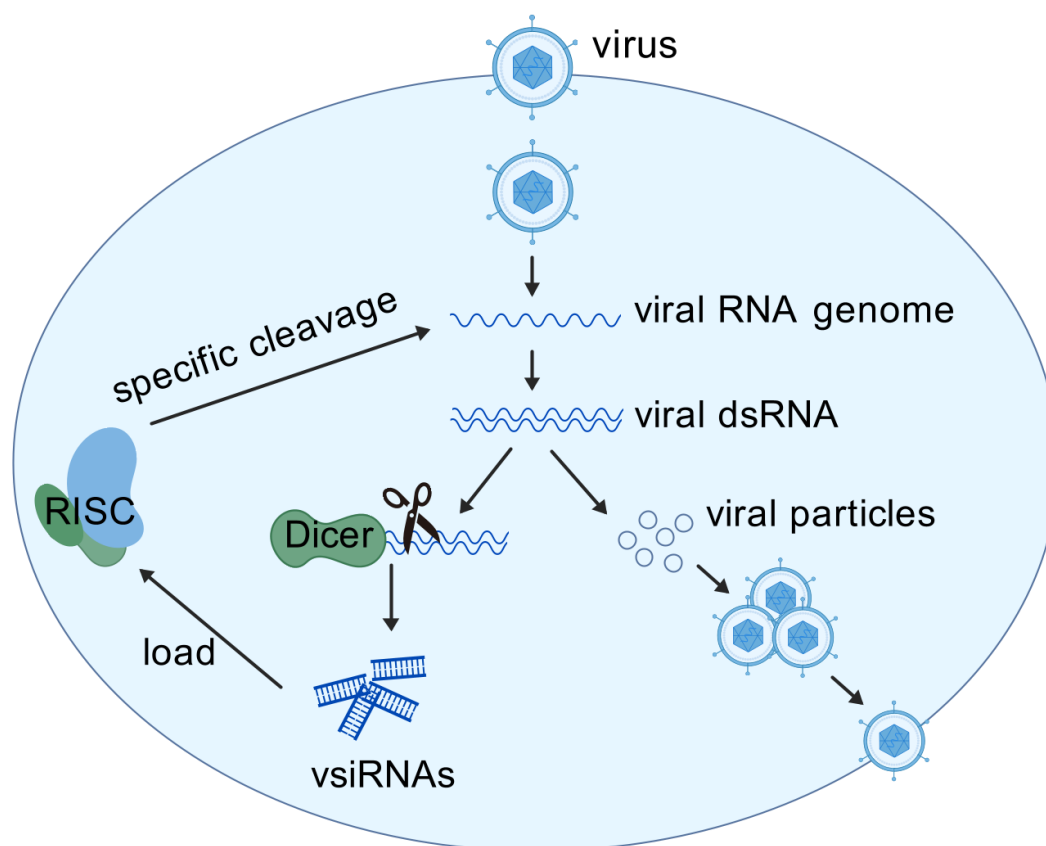 virus
viral RNA genome
specific cleavage
viral dsRNA
RISC
Dicer
viral particles
load
vsiRNAs